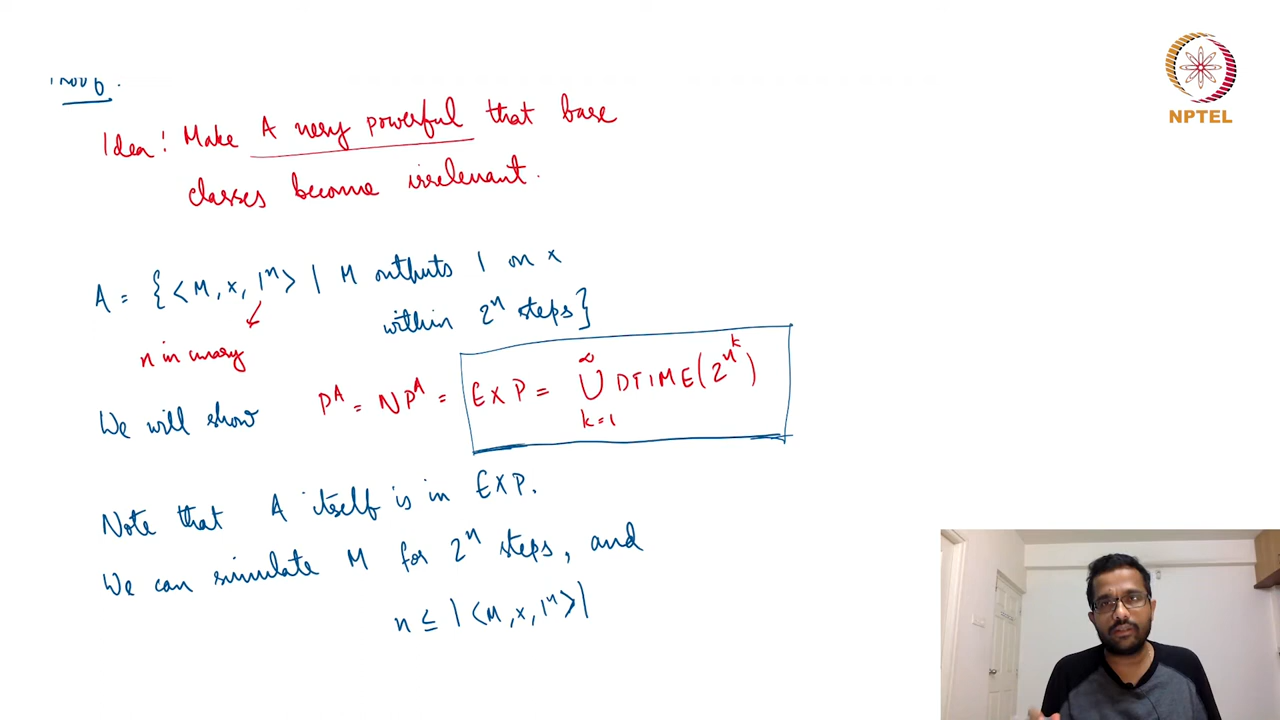 NPTEL
Idea: Make A very powerful that base
classes become irrelevant.
A = {<M, x, 1^n> | M outputs 1 on x
within 2^n steps}
n in unary
We will show P^A = NP^A = EXP = ∞⋃k=1 DTIME(2^{n^k})
Note that A itself is in EXP.
We can simulate M for 2^n steps, and
n ≤ |<M, x, 1^n>|